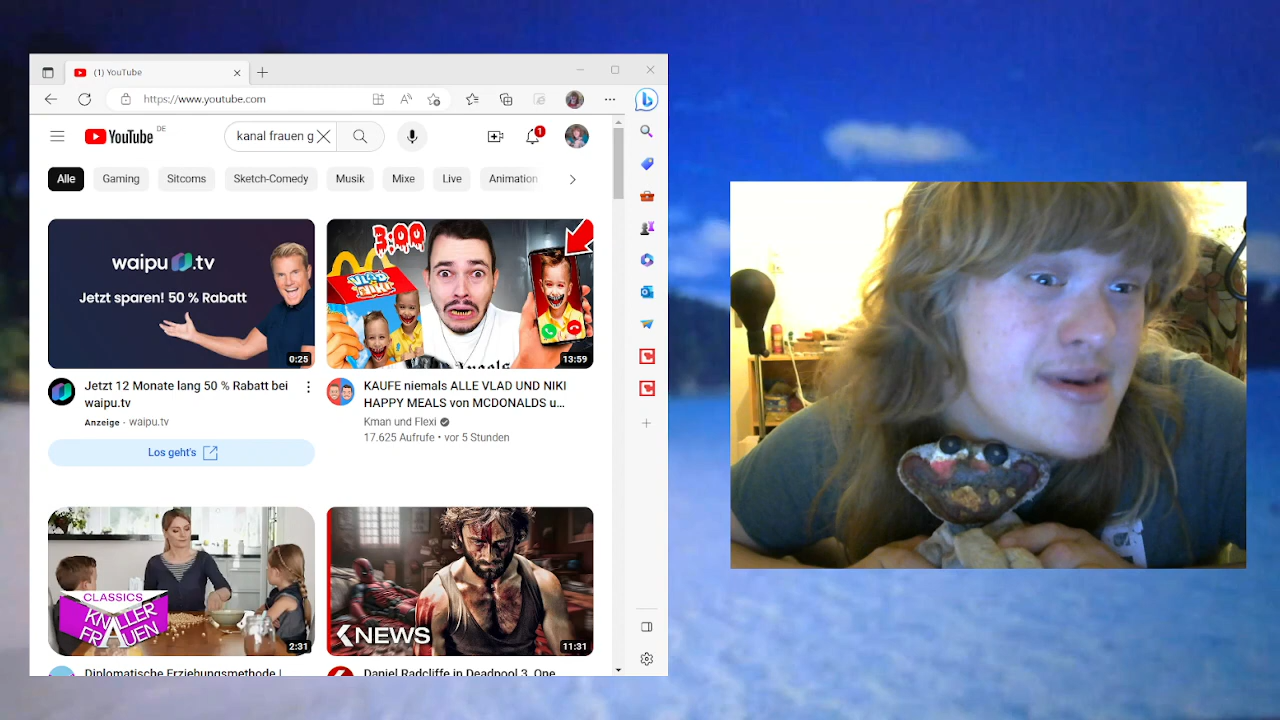 (1) YouTube
https://www.youtube.com
YouTube DE
kanal frauen g
1
All
Gaming
Sitcoms
Sketch-Comedy
Musik
Mixe
Live
Animation
waipu.tv
Jetzt sparen! 50 % Rabatt
0:25
3:00
13:59
Jetzt 12 Monate lang 50 % Rabatt bei
waipu.tv
Anzeige · waipu.tv
Los geht's
KAUFE niemals ALLE VLAD UND NIKI
HAPPY MEALS von MCDONALDS u...
Kman und Flexi
17.625 Aufrufe • vor 5 Stunden
CLASSICS
KNALLER
FRAUEN
2:31
NEWS
11:31
Diplomatische Erziehungsmethode |
Daniel Radcliffe in Deadpool 3, One